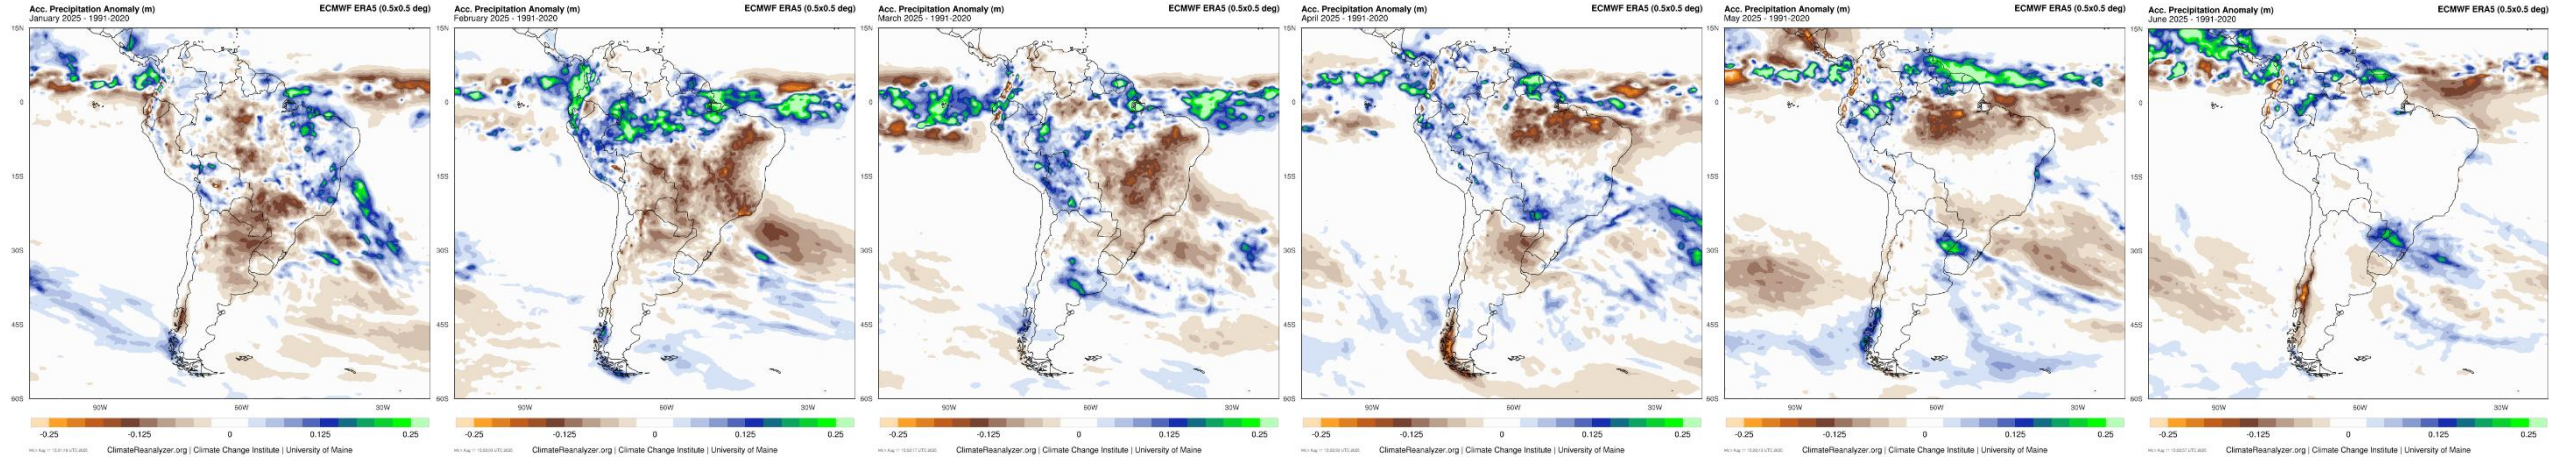 Acc. Precipitation Anomaly (m) ECMWF ERA5 (0.5x0.5 deg)
January 2025 - 1991-2020
15N
0
15S
30S
45S
60S
90W 60W 30W
-0.25 -0.125 0 0.125 0.25
ClimateReanalyzer.org | Climate Change Institute | University of Maine
Acc. Precipitation Anomaly (m) ECMWF ERA5 (0.5x0.5 deg)
February 2025 - 1991-2020
15N
0
15S
30S
45S
60S
90W 60W 30W
-0.25 -0.125 0 0.125 0.25
ClimateReanalyzer.org | Climate Change Institute | University of Maine
Acc. Precipitation Anomaly (m) ECMWF ERA5 (0.5x0.5 deg)
March 2025 - 1991-2020
15N
0
15S
30S
45S
60S
90W 60W 30W
-0.25 -0.125 0 0.125 0.25
ClimateReanalyzer.org | Climate Change Institute | University of Maine
Acc. Precipitation Anomaly (m) ECMWF ERA5 (0.5x0.5 deg)
April 2025 - 1991-2020
15N
0
15S
30S
45S
60S
90W 60W 30W
-0.25 -0.125 0 0.125 0.25
ClimateReanalyzer.org | Climate Change Institute | University of Maine
Acc. Precipitation Anomaly (m) ECMWF ERA5 (0.5x0.5 deg)
May 2025 - 1991-2020
15N
0
15S
30S
45S
60S
90W 60W 30W
-0.25 -0.125 0 0.125 0.25
ClimateReanalyzer.org | Climate Change Institute | University of Maine
Acc. Precipitation Anomaly (m) ECMWF ERA5 (0.5x0.5 deg)
June 2025 - 1991-2020
15N
0
15S
30S
45S
60S
90W 60W 30W
-0.25 -0.125 0 0.125 0.25
ClimateReanalyzer.org | Climate Change Institute | University of Maine